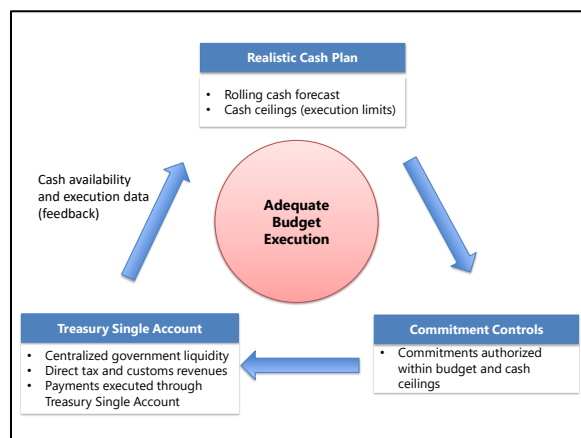 Realistic Cash Plan
• Rolling cash forecast
• Cash ceilings (execution limits)
Cash availability
and execution data
(feedback)
Adequate
Budget
Execution
Treasury Single Account
• Centralized government liquidity
• Direct tax and customs revenues
• Payments executed through
Treasury Single Account
Commitment Controls
• Commitments authorized
within budget and cash
ceilings